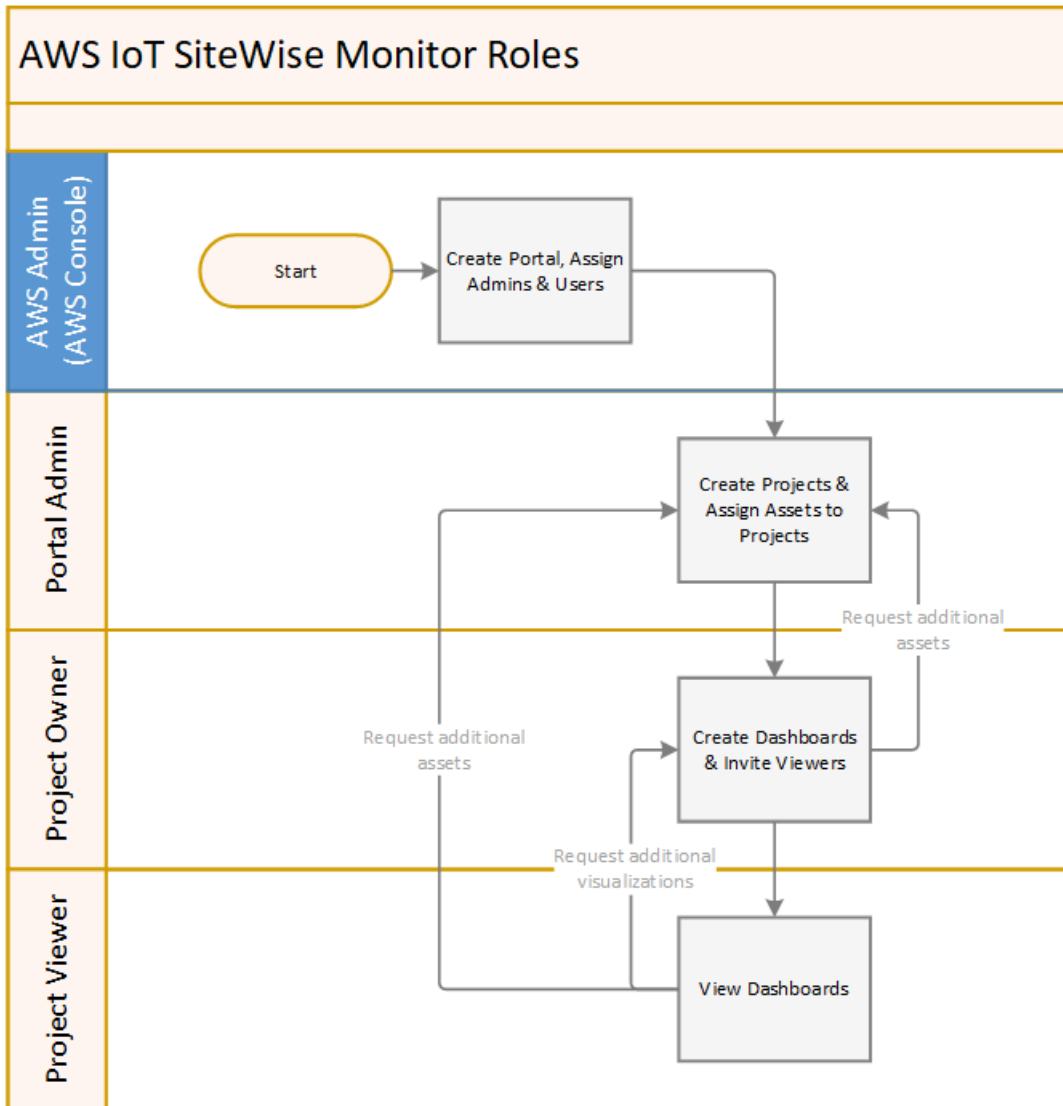 AWS IoT SiteWise Monitor Roles
AWS Admin
(AWS Console)
Start
Create Portal, Assign
Admins & Users
Portal Admin
Create Projects &
Assign Assets to
Projects
Request additional
assets
Project Owner
Request additional
assets
Create Dashboards
& Invite Viewers
Request additional
visualizations
Project Viewer
View Dashboards